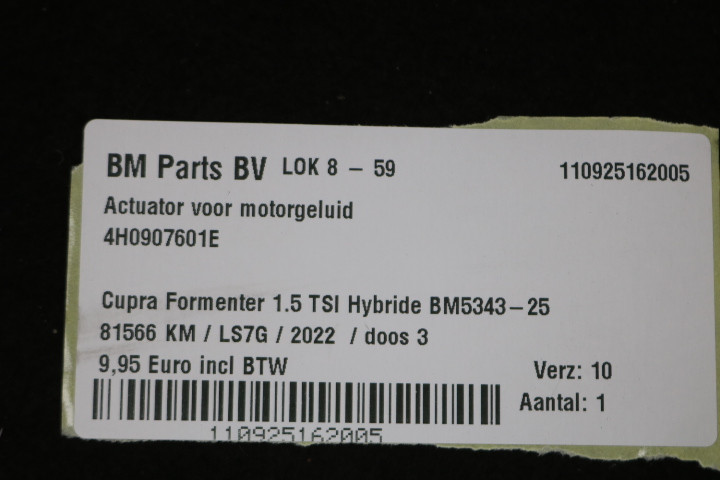 BM Parts BV LOK 8 - 59 110925162005
Actuator voor motorgeluid
4H0907601E
Cupra Formenter 1.5 TSI Hybride BM5343-25
81566 KM / LS7G / 2022 / doos 3
9,95 Euro incl BTW Verz: 10
Aantal: 1
110925162005